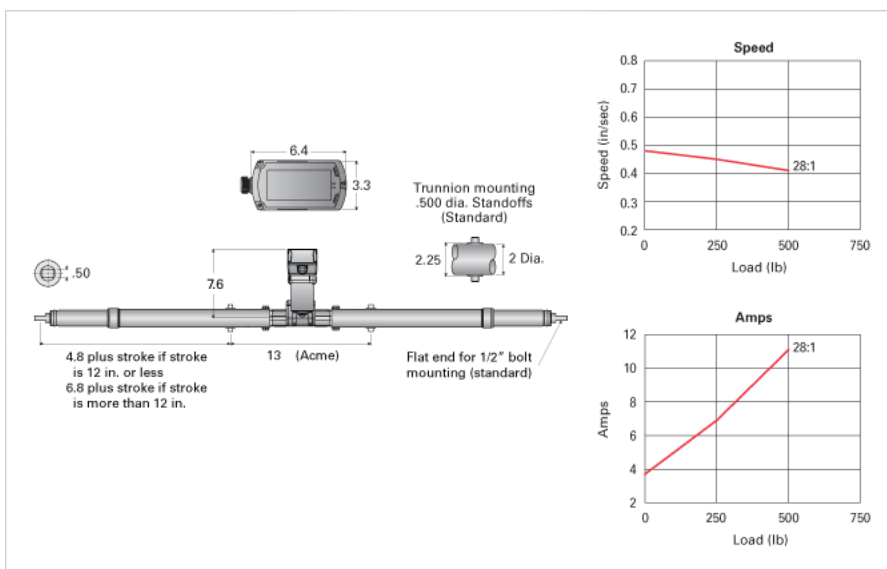 6.4
3.3
Trunnion mounting
.500 dia. Standoffs
(Standard)
2.25
2 Dia.
.50
7.6
4.8 plus stroke if stroke
is 12 in. or less
6.8 plus stroke if stroke
is more than 12 in.
13 (Acme)
Flat end for 1/2" bolt
mounting (standard)
Speed
Speed (in/sec)
0.8
0.7
0.6
0.5
0.4
0.3
0.2
28:1
0 250 500 750
Load (lb)
Amps
Amps
12
10
8
6
4
2
28:1
0 250 500 750
Load (lb)